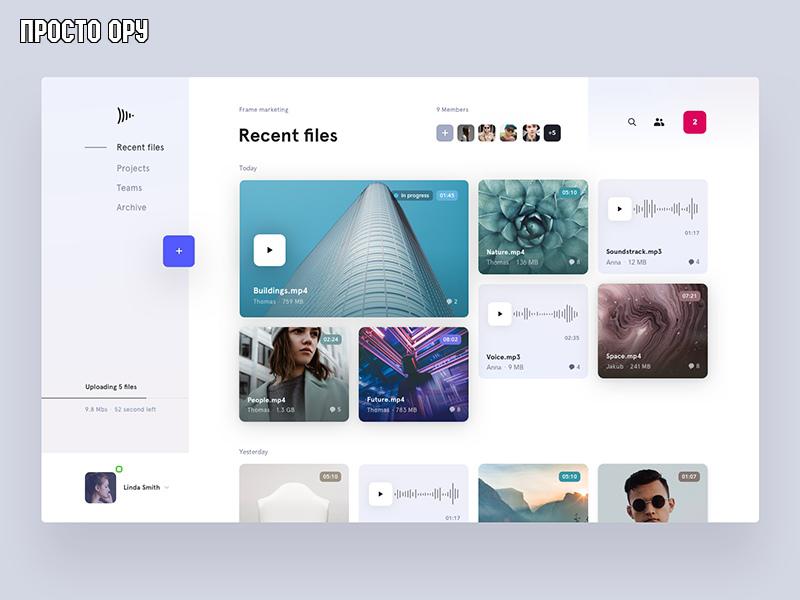 ПРОСТО ОРУ
Frame marketing
9 Members
Recent files
+5
2
Recent files
Projects
Teams
Archive
+
Today
in progress 01:45
Buildings.mp4
Thomas · 759 MB
2
05:10
Nature.mp4
Thomas · 136 MB
8
01:17
Soundstrack.mp3
Anna · 12 MB
4
02:24
People.mp4
Thomas · 1.3 GB
5
08:02
Future.mp4
Thomas · 783 MB
8
02:35
Voice.mp3
Anna · 9 MB
4
07:21
Space.mp4
Jakub · 241 MB
8
Uploading 5 files
9.8 Mbs · 52 second left
Linda Smith
Yesterday
05:10
01:17
05:10
01:07